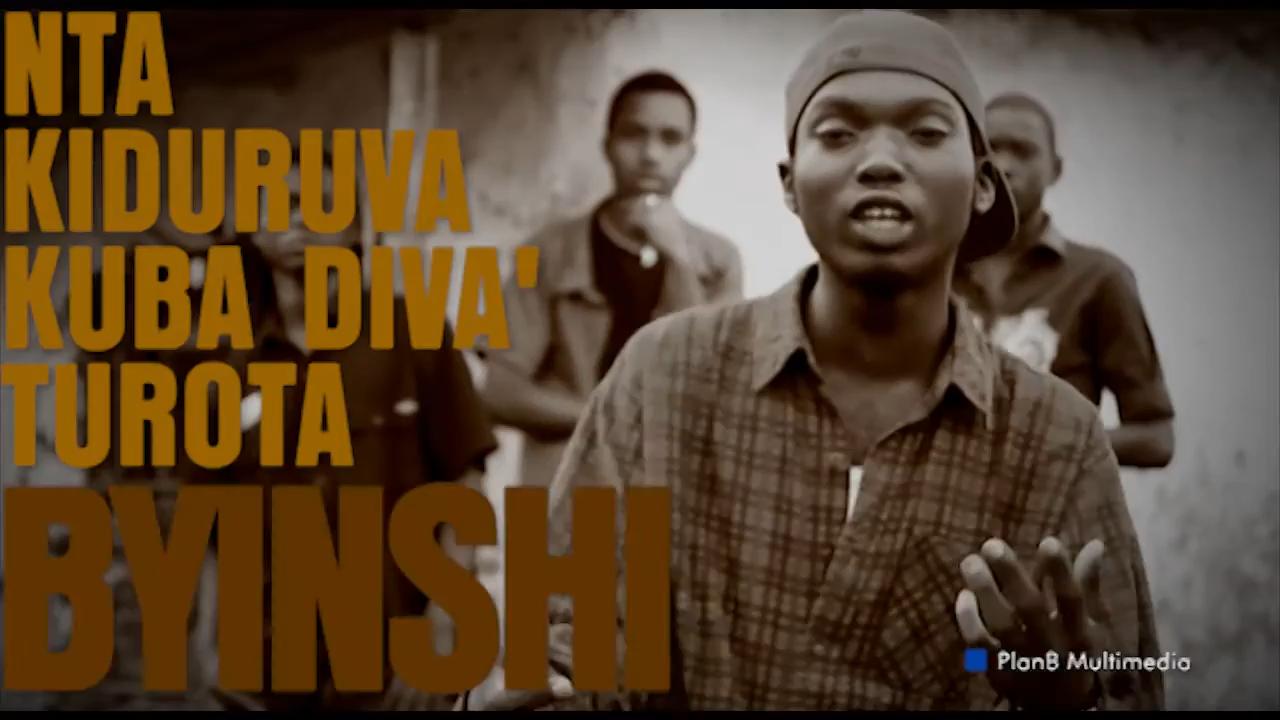 NTA
KIDURUVA
KUBA DIVA'
TUROTA
BYINSHI
PlanB Multimedia